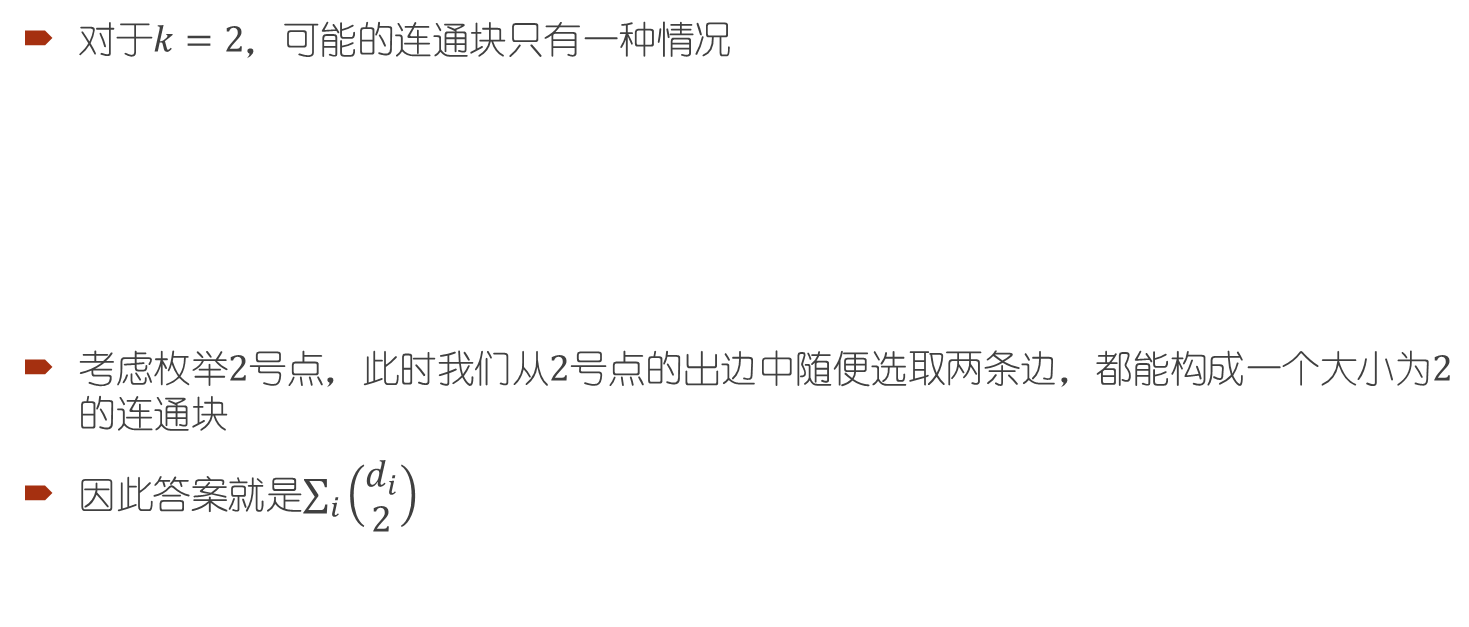 对于k = 2，可能的连通块只有一种情况
考虑枚举2号点，此时我们从2号点的出边中随便选取两条边，都能构成一个大小为2
的连通块
因此答案就是∑ᵢ(dᵢ
2)